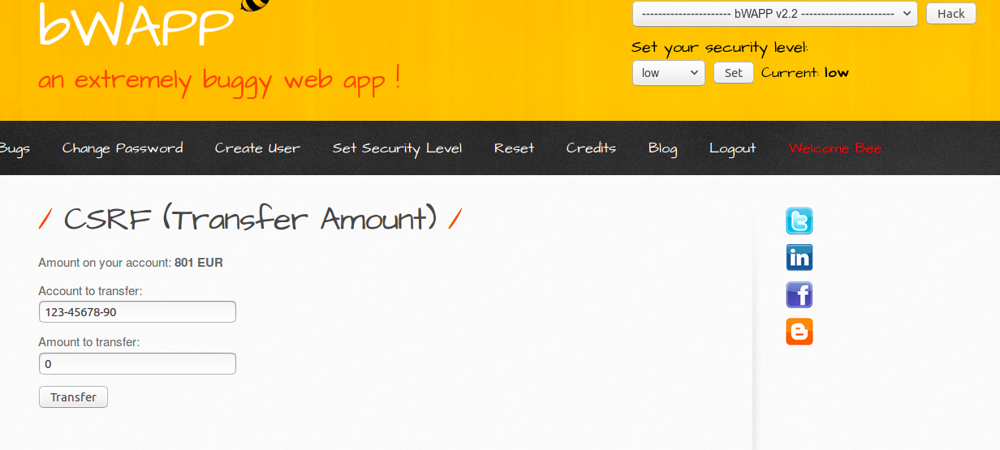 bWAPP
an extremely buggy web app !
---------------------- bWAPP v2.2 ----------------------- Hack
Set your security level:
low Set Current: low
Bugs Change Password Create User Set Security Level Reset Credits Blog Logout Welcome Bee
/ CSRF (Transfer Amount) /
Amount on your account: 801 EUR
Account to transfer:
123-45678-90
Amount to transfer:
0
Transfer